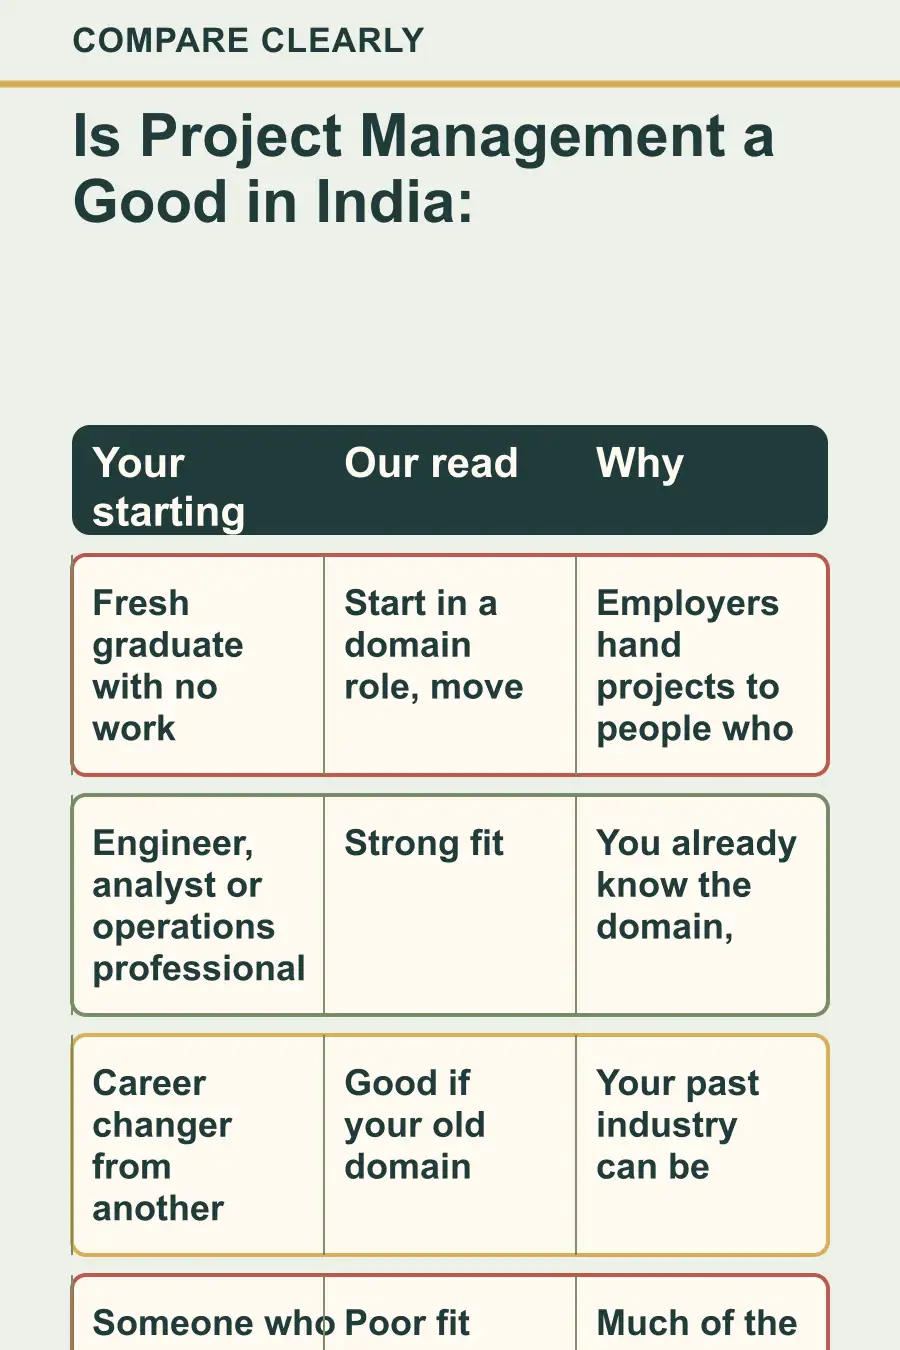 COMPARE CLEARLY
Is Project Management a
Good in India:
Your
starting
Our read
Why
Fresh
graduate
with no
work
Start in a
domain
role, move
Employers
hand
projects to
people who
Engineer,
analyst or
operations
professional
Strong fit
You already
know the
domain,
Career
changer
from
another
Good if
your old
domain
Your past
industry
can be
Someone who
Poor fit
Much of the